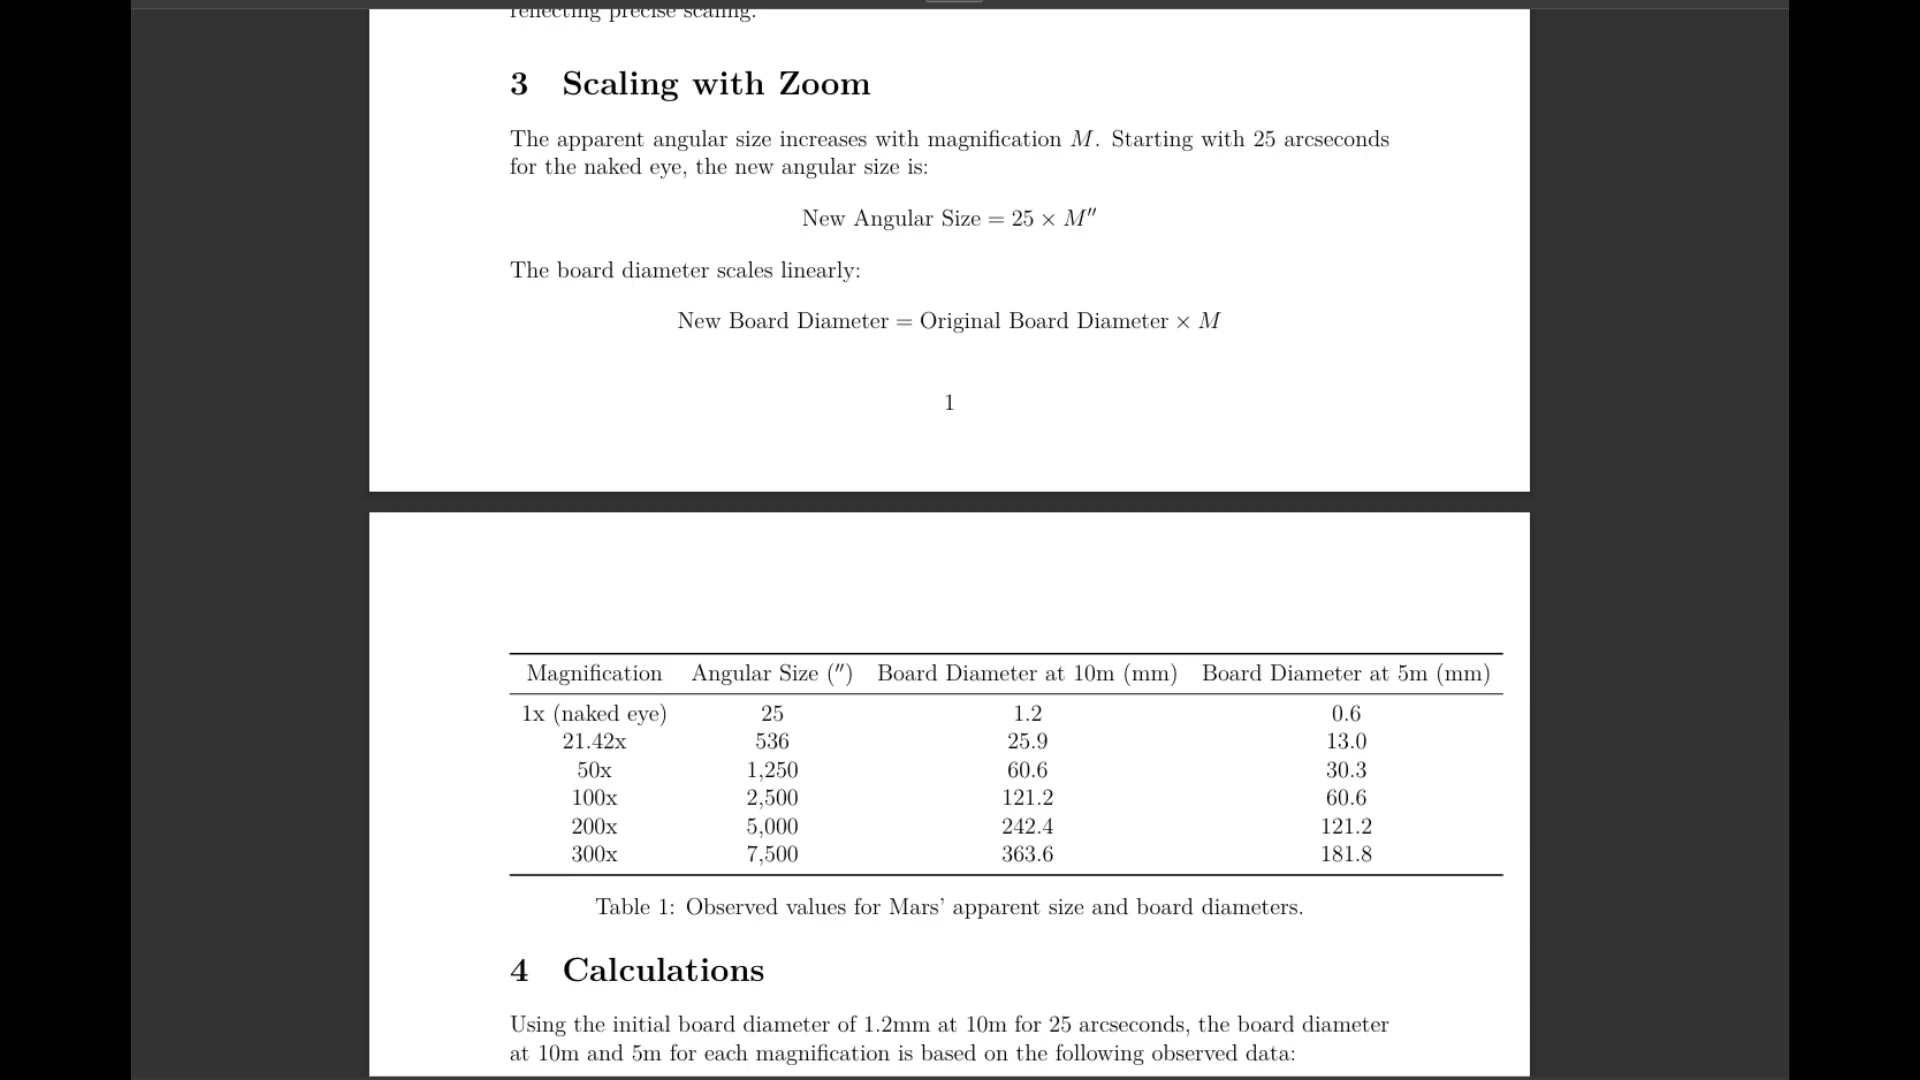 reflecting precise scaling.
3 Scaling with Zoom
The apparent angular size increases with magnification M. Starting with 25 arcseconds
for the naked eye, the new angular size is:
New Angular Size = 25 × M″
The board diameter scales linearly:
New Board Diameter = Original Board Diameter × M
1
Magnification Angular Size (″) Board Diameter at 10m (mm) Board Diameter at 5m (mm)
1x (naked eye) 25 1.2 0.6
21.42x 536 25.9 13.0
50x 1,250 60.6 30.3
100x 2,500 121.2 60.6
200x 5,000 242.4 121.2
300x 7,500 363.6 181.8
Table 1: Observed values for Mars’ apparent size and board diameters.
4 Calculations
Using the initial board diameter of 1.2mm at 10m for 25 arcseconds, the board diameter
at 10m and 5m for each magnification is based on the following observed data: